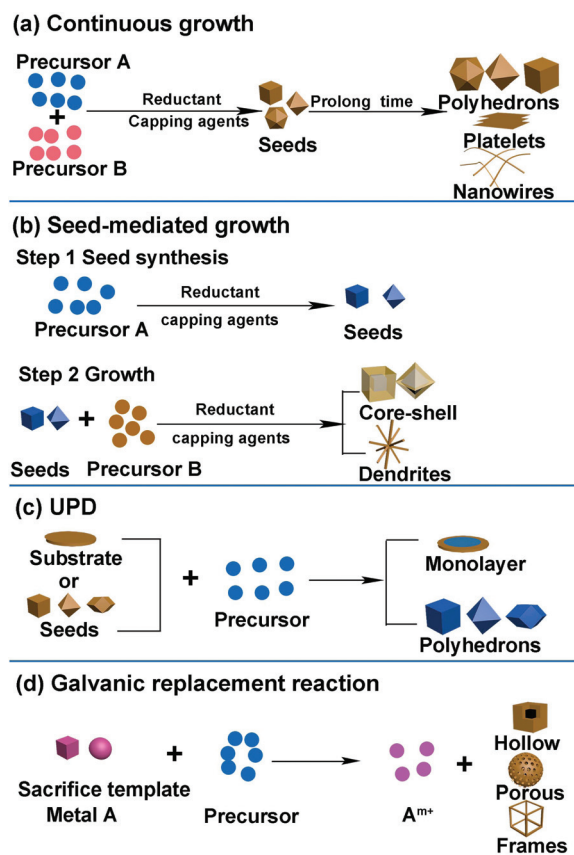 (a) Continuous growth
Precursor A
+
Precursor B
Reductant
Capping agents
Seeds
Prolong time
Polyhedrons
Platelets
Nanowires
(b) Seed-mediated growth
Step 1 Seed synthesis
Precursor A
Reductant
capping agents
Seeds
Step 2 Growth
Seeds
+
Precursor B
Reductant
capping agents
Core-shell
Dendrites
(c) UPD
Substrate
or
Seeds
+
Precursor
Monolayer
Polyhedrons
(d) Galvanic replacement reaction
Sacrifice template
Metal A
+
Precursor
A^m+
+
Hollow
Porous
Frames